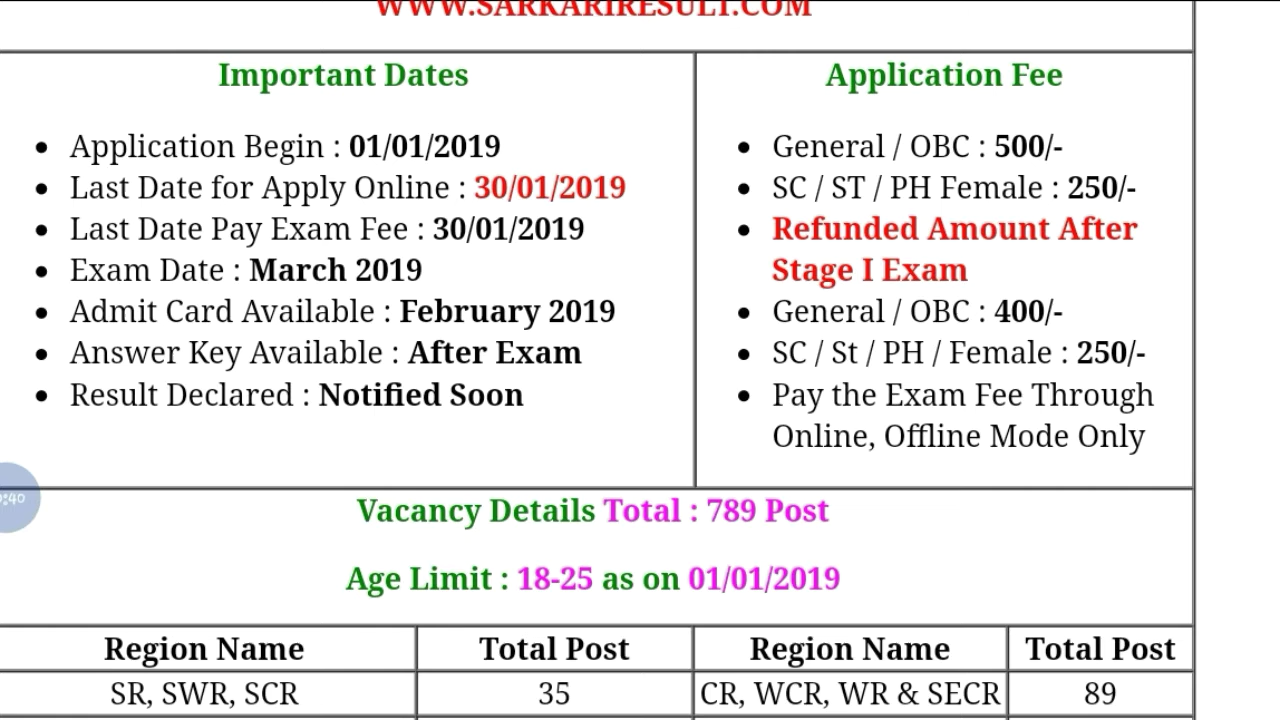 WWW.SARKARIRESULT.COM
Important Dates
Application Begin : 01/01/2019
Last Date for Apply Online : 30/01/2019
Last Date Pay Exam Fee : 30/01/2019
Exam Date : March 2019
Admit Card Available : February 2019
Answer Key Available : After Exam
Result Declared : Notified Soon
Application Fee
General / OBC : 500/-
SC / ST / PH Female : 250/-
Refunded Amount After
Stage I Exam
General / OBC : 400/-
SC / St / PH / Female : 250/-
Pay the Exam Fee Through
Online, Offline Mode Only
Vacancy Details Total : 789 Post
Age Limit : 18-25 as on 01/01/2019
Region Name Total Post Region Name Total Post
SR, SWR, SCR 35 CR, WCR, WR & SECR 89